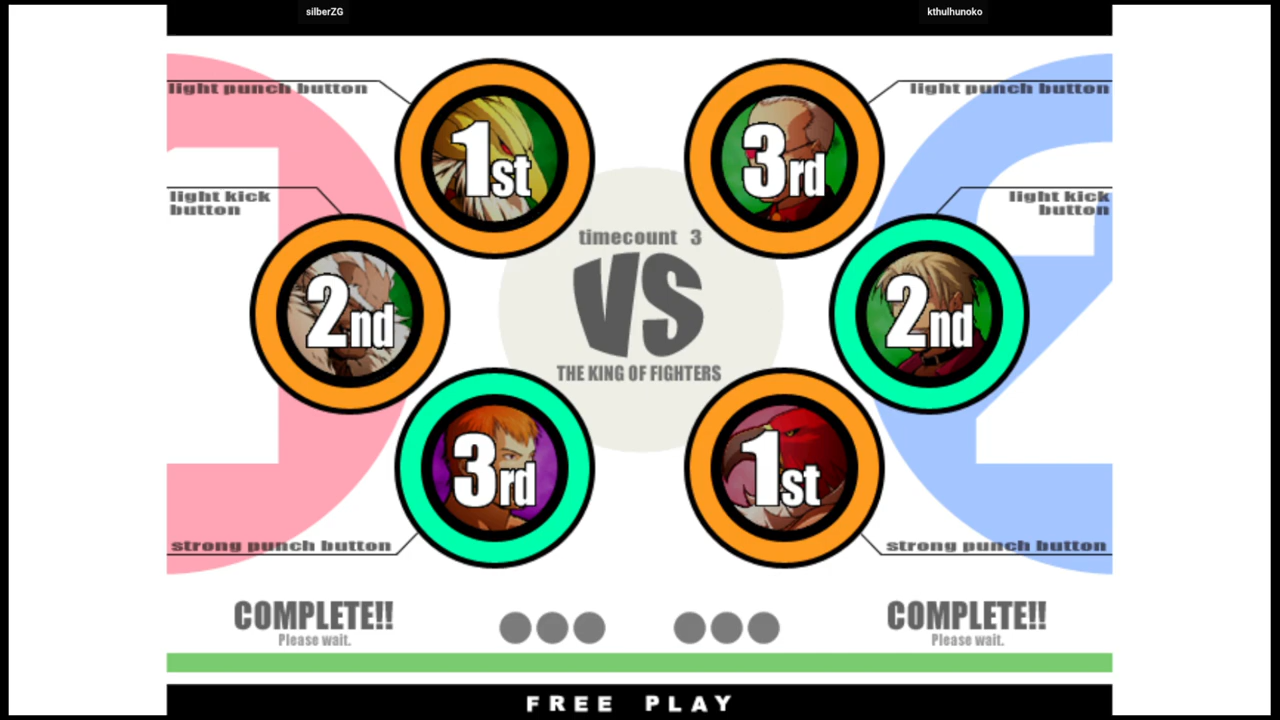 silberZG
kthulhunoko
light punch button
light punch button
1st
3rd
light kick
button
light kick
button
timecount 3
VS
THE KING OF FIGHTERS
2nd
2nd
3rd
1st
strong punch button
strong punch button
COMPLETE!!
Please wait.
COMPLETE!!
Please wait.
FREE PLAY